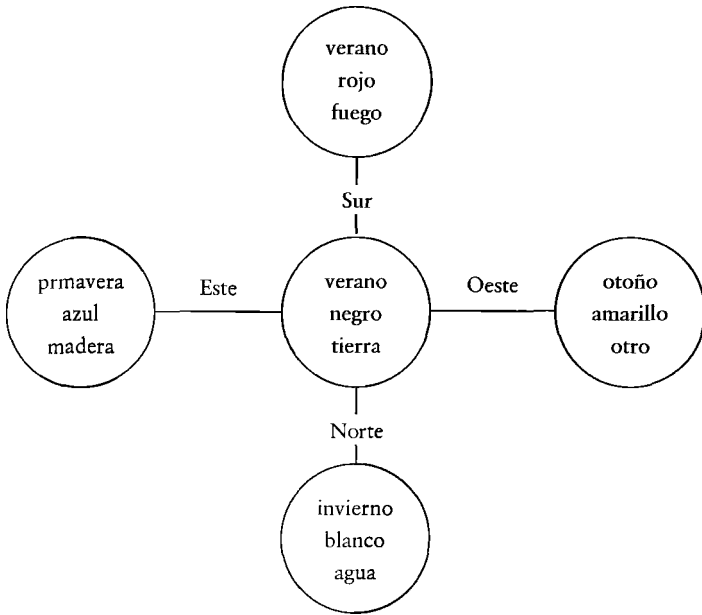 verano
rojo
fuego
Sur
prmavera
azul
madera
Este
verano
negro
tierra
Oeste
otoño
amarillo
otro
Norte
invierno
blanco
agua